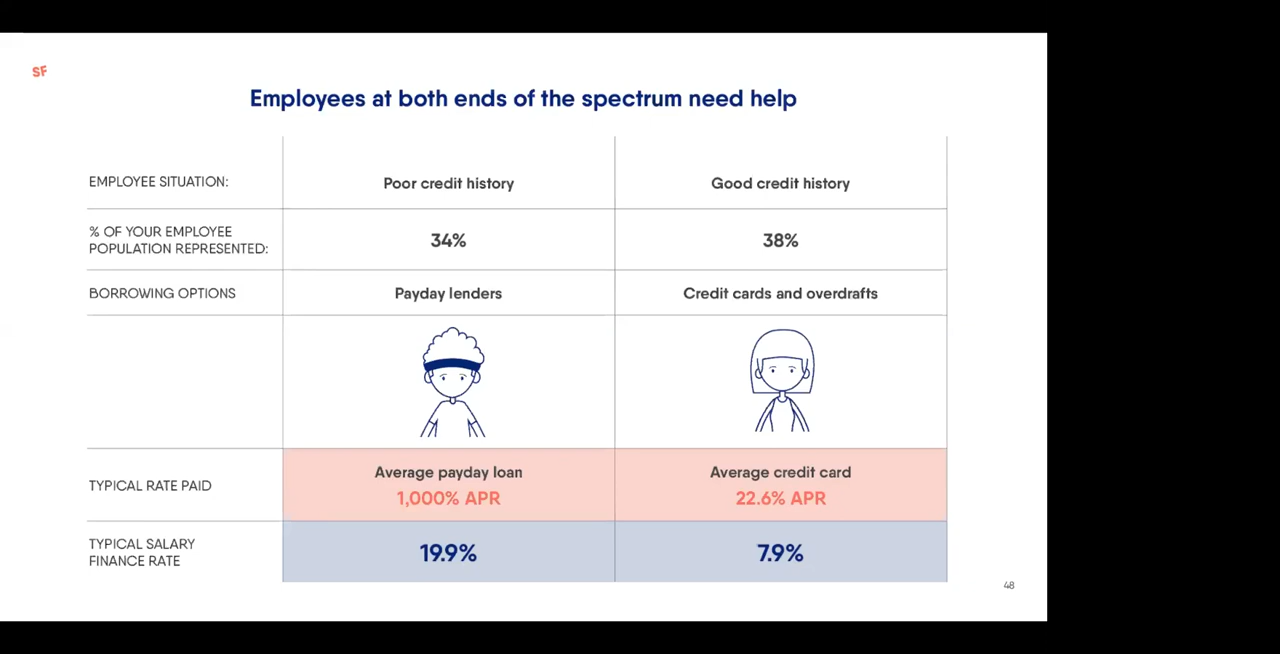 SF
Employees at both ends of the spectrum need help
EMPLOYEE SITUATION:
Poor credit history
Good credit history
% OF YOUR EMPLOYEE
POPULATION REPRESENTED:
34%
38%
BORROWING OPTIONS
Payday lenders
Credit cards and overdrafts
TYPICAL RATE PAID
Average payday loan
1,000% APR
Average credit card
22.6% APR
TYPICAL SALARY
FINANCE RATE
19.9%
7.9%
48